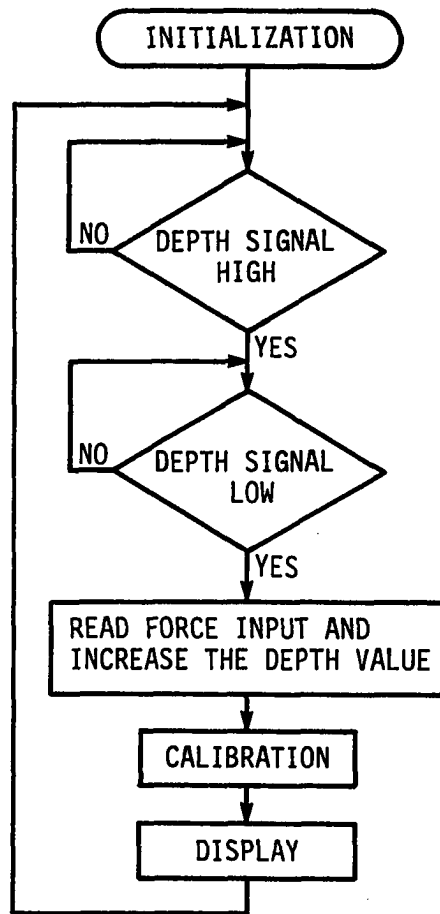 INITIALIZATION
NO
DEPTH SIGNAL
HIGH
YES
NO
DEPTH SIGNAL
LOW
YES
READ FORCE INPUT AND
INCREASE THE DEPTH VALUE
CALIBRATION
DISPLAY